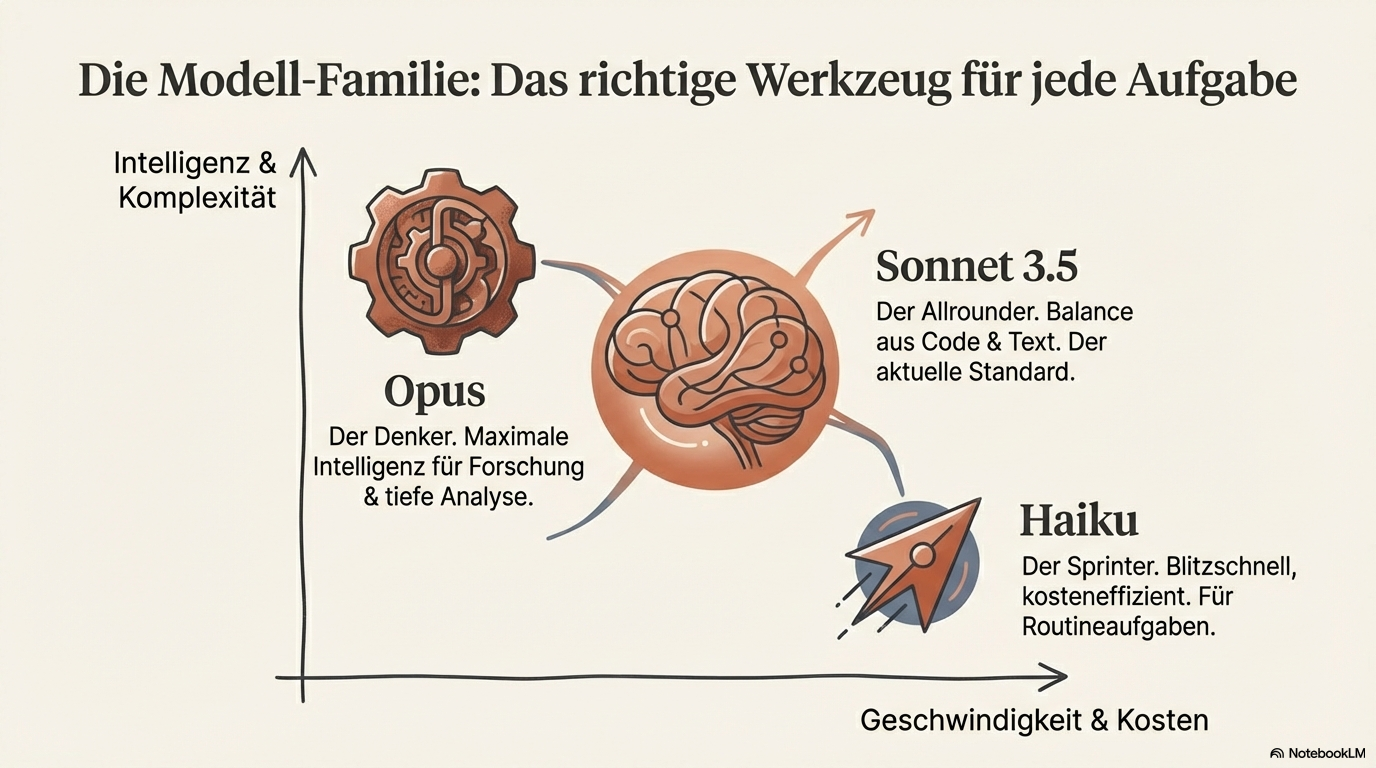 Die Modell-Familie: Das richtige Werkzeug für jede Aufgabe
Intelligenz &
Komplexität
Opus
Der Denker. Maximale
Intelligenz für Forschung
& tiefe Analyse.
Sonnet 3.5
Der Allrounder. Balance
aus Code & Text. Der
aktuelle Standard.
Haiku
Der Sprinter. Blitzschnell,
kosteneffizient. Für
Routineaufgaben.
Geschwindigkeit & Kosten
NotebookLM